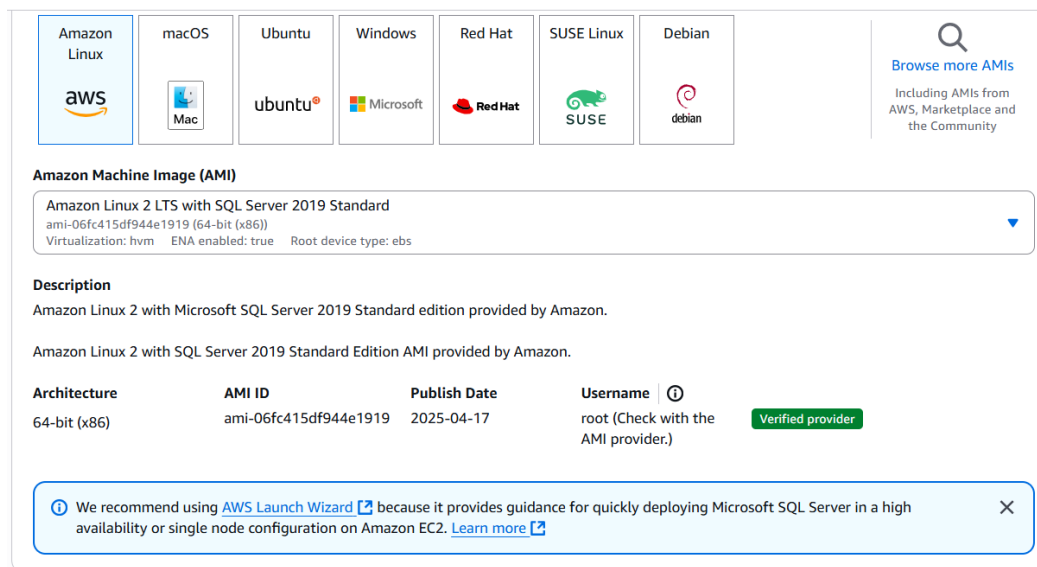 Amazon Linux
macOS
Ubuntu
Windows
Red Hat
SUSE Linux
Debian
aws
Mac
ubuntu
Microsoft
Red Hat
SUSE
debian
Browse more AMIs
Including AMIs from
AWS, Marketplace and
the Community
Amazon Machine Image (AMI)
Amazon Linux 2 LTS with SQL Server 2019 Standard
ami-06fc415df944e1919 (64-bit (x86))
Virtualization: hvm ENA enabled: true Root device type: ebs
Description
Amazon Linux 2 with Microsoft SQL Server 2019 Standard edition provided by Amazon.
Amazon Linux 2 with SQL Server 2019 Standard Edition AMI provided by Amazon.
Architecture AMI ID Publish Date Username
64-bit (x86) ami-06fc415df944e1919 2025-04-17 root (Check with the Verified provider
AMI provider.)
We recommend using AWS Launch Wizard because it provides guidance for quickly deploying Microsoft SQL Server in a high
availability or single node configuration on Amazon EC2. Learn more